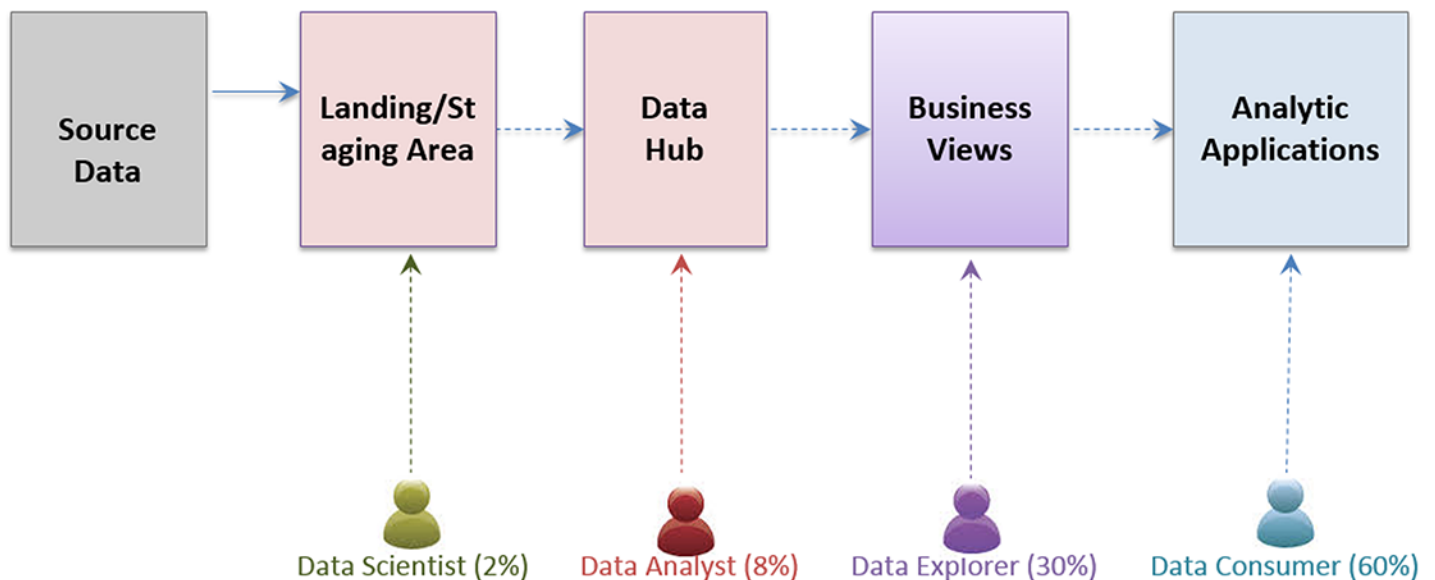 Source
Data
Landing/St
aging Area
Data
Hub
Business
Views
Analytic
Applications
Data Scientist (2%)
Data Analyst (8%)
Data Explorer (30%)
Data Consumer (60%)